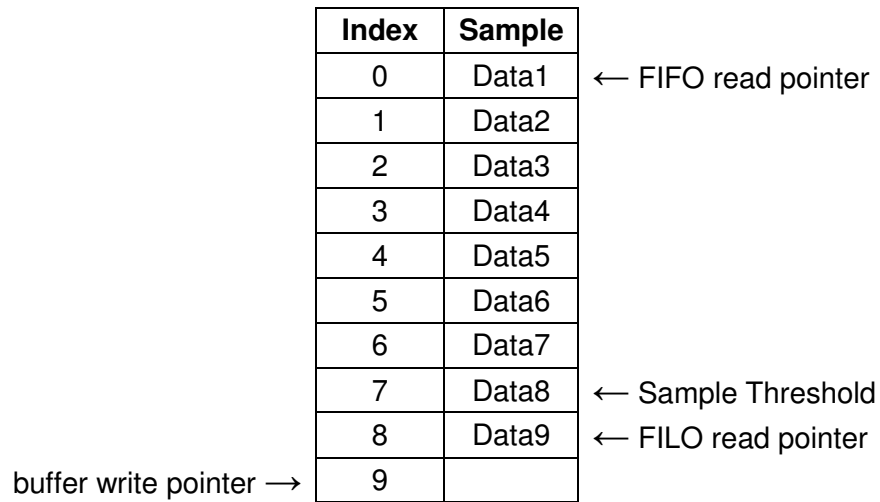 Index Sample
0 Data1 ← FIFO read pointer
1 Data2
2 Data3
3 Data4
4 Data5
5 Data6
6 Data7
7 Data8 ← Sample Threshold
8 Data9 ← FILO read pointer
buffer write pointer → 9